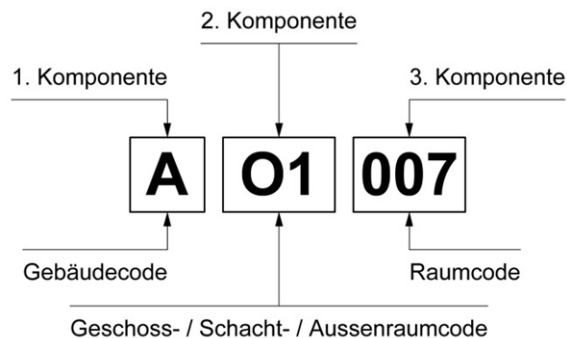 2. Komponente
1. Komponente
3. Komponente
A O1 007
Gebäudecode
Raumcode
Geschoss- / Schacht- / Aussenraumcode